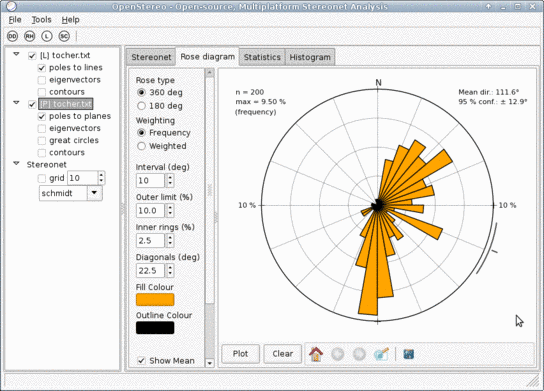 OpenStereo - Open-source, Multiplatform Stereonet Analysis
File Tools Help
DD RH L SC
[L] tocher.txt
poles to lines
eigenvectors
contours
[P] tocher.txt
poles to planes
eigenvectors
great circles
contours
Stereonet
grid 10
schmidt
Stereonet Rose diagram Statistics Histogram
Rose type
360 deg
180 deg
Weighting
Frequency
Weighted
Interval (deg)
10
Outer limit (%)
10.0
Inner rings (%)
2.5
Diagonals (deg)
22.5
Fill Colour
Outline Colour
Show Mean
n = 200
max = 9.50 %
(frequency)
N
Mean dir.: 111.6°
95 % conf.: ± 12.9°
10 %
10 %
Plot Clear